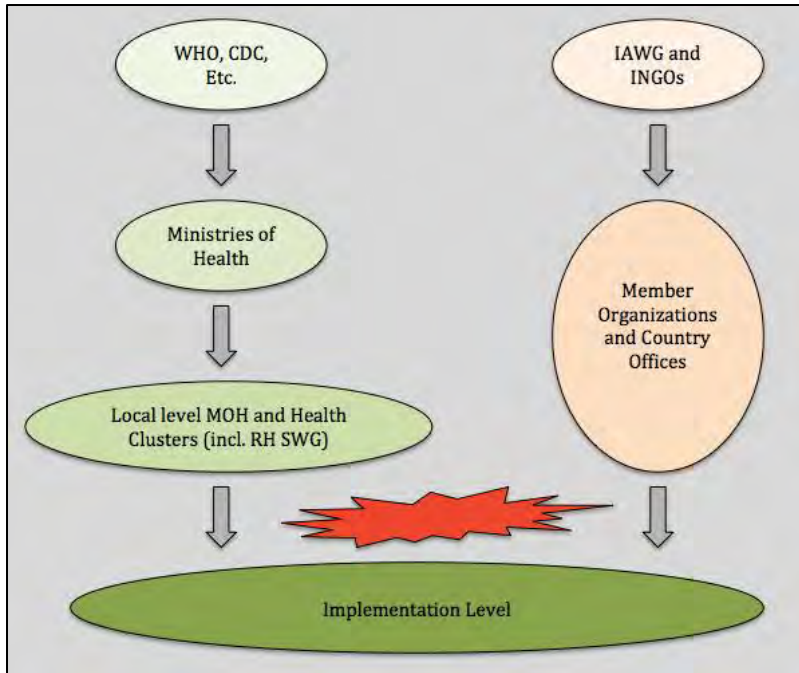 WHO, CDC,
Etc.
IAWG and
INGOs
Ministries of
Health
Member
Organizations
and Country
Offices
Local level MOH and Health
Clusters (incl. RH SWG)
Implementation Level